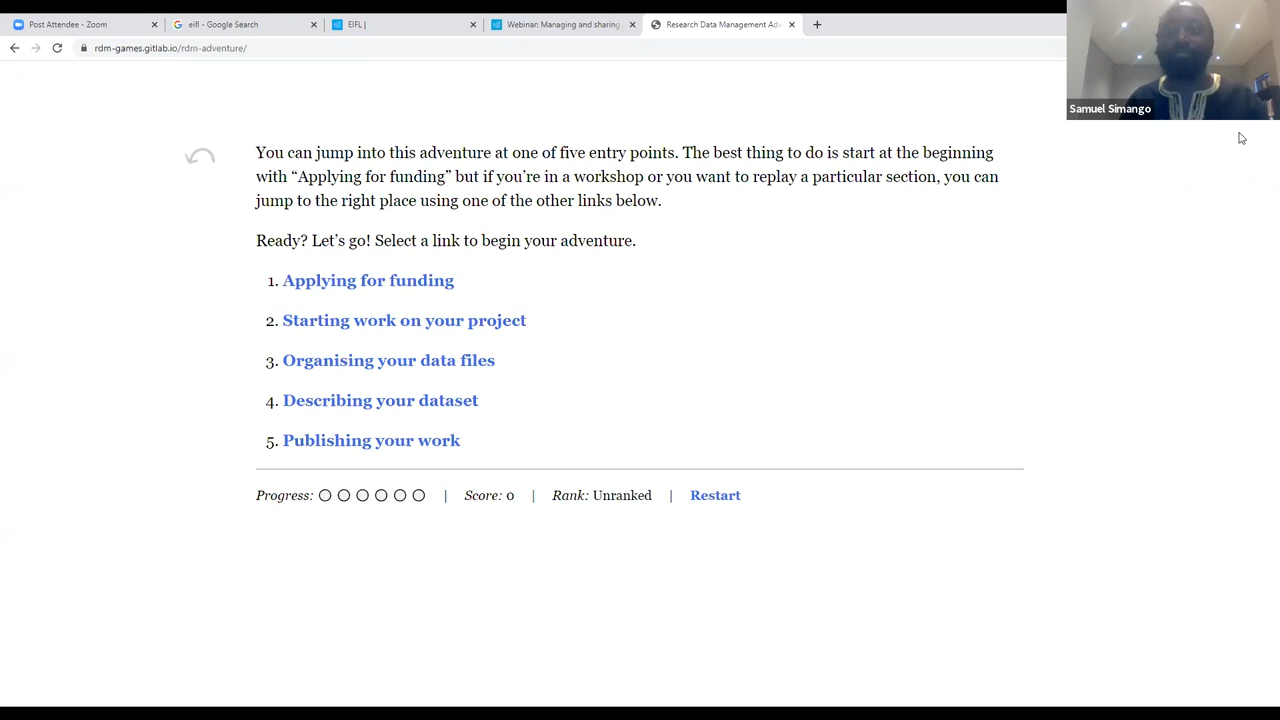 Post Attendee - Zoom
eifl - Google Search
EIFL |
Webinar: Managing and sharing
Research Data Management Adv
rdm-games.gitlab.io/rdm-adventure/
Samuel Simango
You can jump into this adventure at one of five entry points. The best thing to do is start at the beginning
with “Applying for funding” but if you’re in a workshop or you want to replay a particular section, you can
jump to the right place using one of the other links below.
Ready? Let’s go! Select a link to begin your adventure.
1. Applying for funding
2. Starting work on your project
3. Organising your data files
4. Describing your dataset
5. Publishing your work
Progress: | Score: 0 | Rank: Unranked | Restart